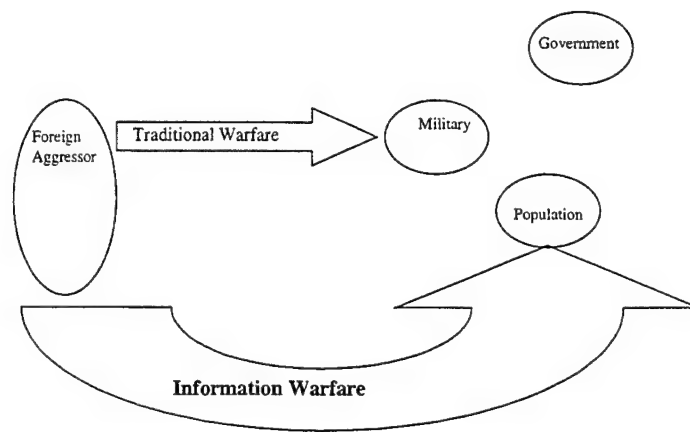 Government
Foreign
Aggressor
Traditional Warfare
Military
Population
Information Warfare